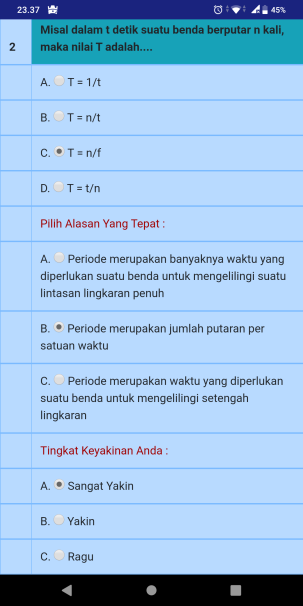 23.37 45%
Misal dalam t detik suatu benda berputar n kali,
2 maka nilai T adalah....
A. T = 1/t
B. T = n/t
C. T = n/f
D. T = t/n
Pilih Alasan Yang Tepat :
A. Periode merupakan banyaknya waktu yang
diperlukan suatu benda untuk mengelilingi suatu
lintasan lingkaran penuh
B. Periode merupakan jumlah putaran per
satuan waktu
C. Periode merupakan waktu yang diperlukan
suatu benda untuk mengelilingi setengah
lingkaran
Tingkat Keyakinan Anda :
A. Sangat Yakin
B. Yakin
C. Ragu